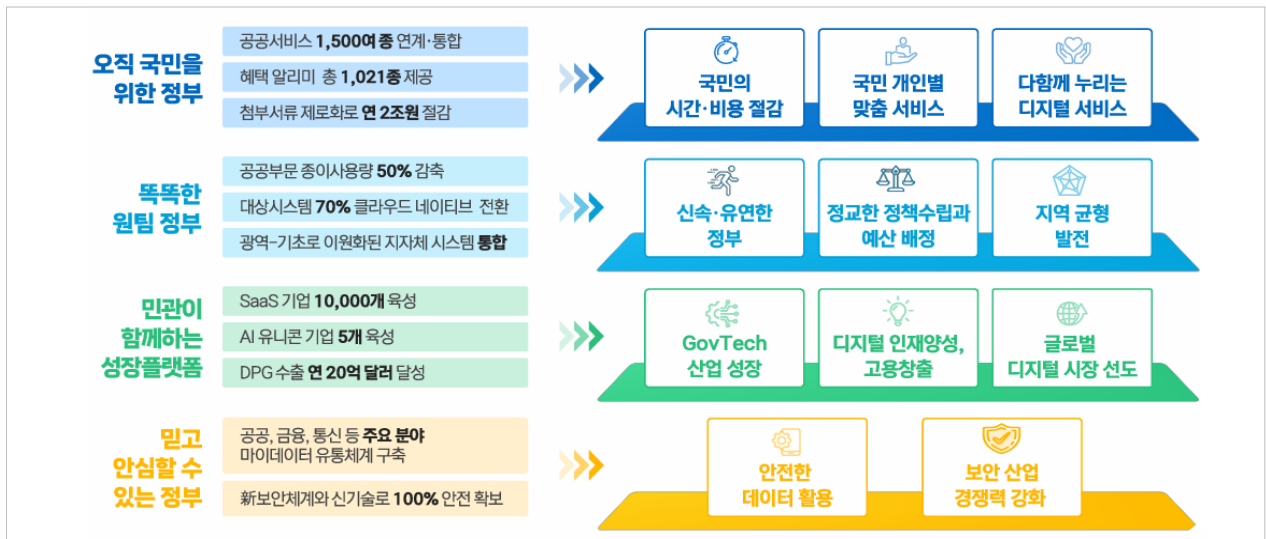 오직 국민을
위한 정부
공공서비스 1,500여 종 연계·통합
혜택 알리미 총 1,021종 제공
첨부서류 제로화로 연 2조원 절감
국민의
시간·비용 절감
국민 개인별
맞춤 서비스
다함께 누리는
디지털 서비스
똑똑한
원팀 정부
공공부문 종이사용량 50% 감축
대상시스템 70% 클라우드 네이티브 전환
광역-기초로 이원화된 지자체 시스템 통합
신속·유연한
정부
정교한 정책수립과
예산 배정
지역 균형
발전
민관이
함께하는
성장플랫폼
SaaS 기업 10,000개 육성
AI 유니콘 기업 5개 육성
DPG 수출 연 20억 달러 달성
GovTech
산업 성장
디지털 인재양성,
고용창출
글로벌
디지털 시장 선도
믿고
안심할 수
있는 정부
공공, 금융, 통신 등 주요 분야
마이데이터 유통체계 구축
新보안체계와 신기술로 100% 안전 확보
안전한
데이터 활용
보안 산업
경쟁력 강화